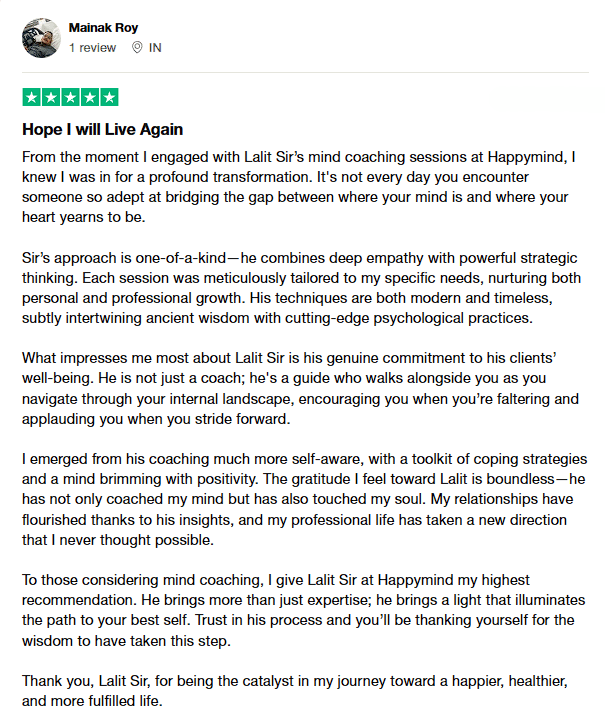 Mainak Roy
1 review IN
Hope I will Live Again
From the moment I engaged with Lalit Sir’s mind coaching sessions at Happymind, I
knew I was in for a profound transformation. It's not every day you encounter
someone so adept at bridging the gap between where your mind is and where your
heart yearns to be.
Sir’s approach is one-of-a-kind—he combines deep empathy with powerful strategic
thinking. Each session was meticulously tailored to my specific needs, nurturing both
personal and professional growth. His techniques are both modern and timeless,
subtly intertwining ancient wisdom with cutting-edge psychological practices.
What impresses me most about Lalit Sir is his genuine commitment to his clients’
well-being. He is not just a coach; he's a guide who walks alongside you as you
navigate through your internal landscape, encouraging you when you’re faltering and
applauding you when you stride forward.
I emerged from his coaching much more self-aware, with a toolkit of coping strategies
and a mind brimming with positivity. The gratitude I feel toward Lalit is boundless—he
has not only coached my mind but has also touched my soul. My relationships have
flourished thanks to his insights, and my professional life has taken a new direction
that I never thought possible.
To those considering mind coaching, I give Lalit Sir at Happymind my highest
recommendation. He brings more than just expertise; he brings a light that illuminates
the path to your best self. Trust in his process and you’ll be thanking yourself for the
wisdom to have taken this step.
Thank you, Lalit Sir, for being the catalyst in my journey toward a happier, healthier,
and more fulfilled life.